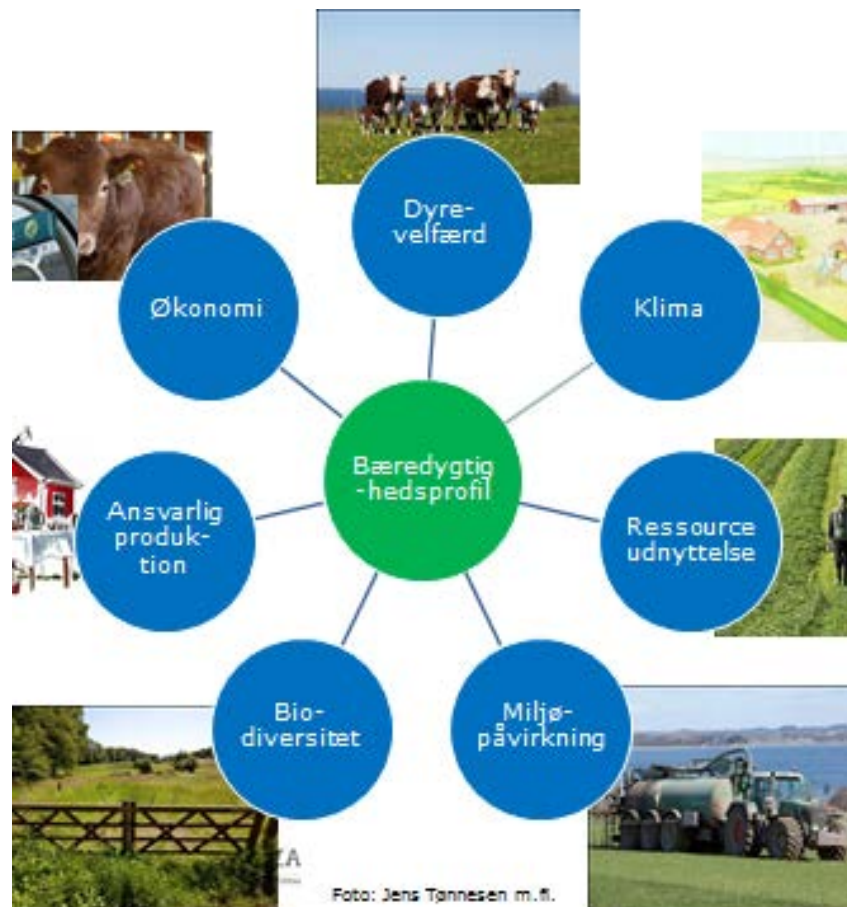 Dyre-
velfærd
Klima
Ressource
udnyttelse
Miljø-
påvirkning
Bio-
diversitet
Ansvarlig
produk-
tion
Økonomi
Bæredygtig
-hedsprofil
Foto: Jens Tønnesen m.fl.